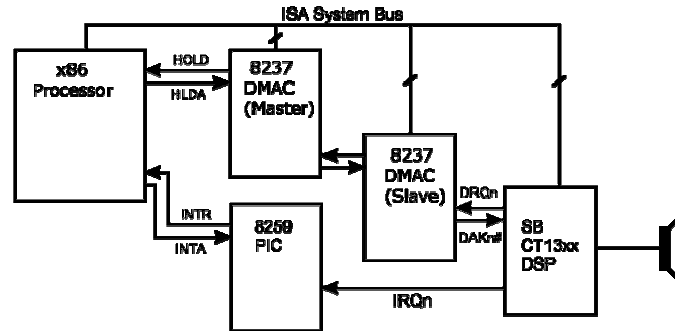 ISA System Bus
x86
Processor
HOLD
HLDA
8237
DMAC
(Master)
8237
DMAC
(Slave)
DRQn
DAKn#
SB
CT13xx
DSP
INTR
INTA
8259
PIC
IRQn